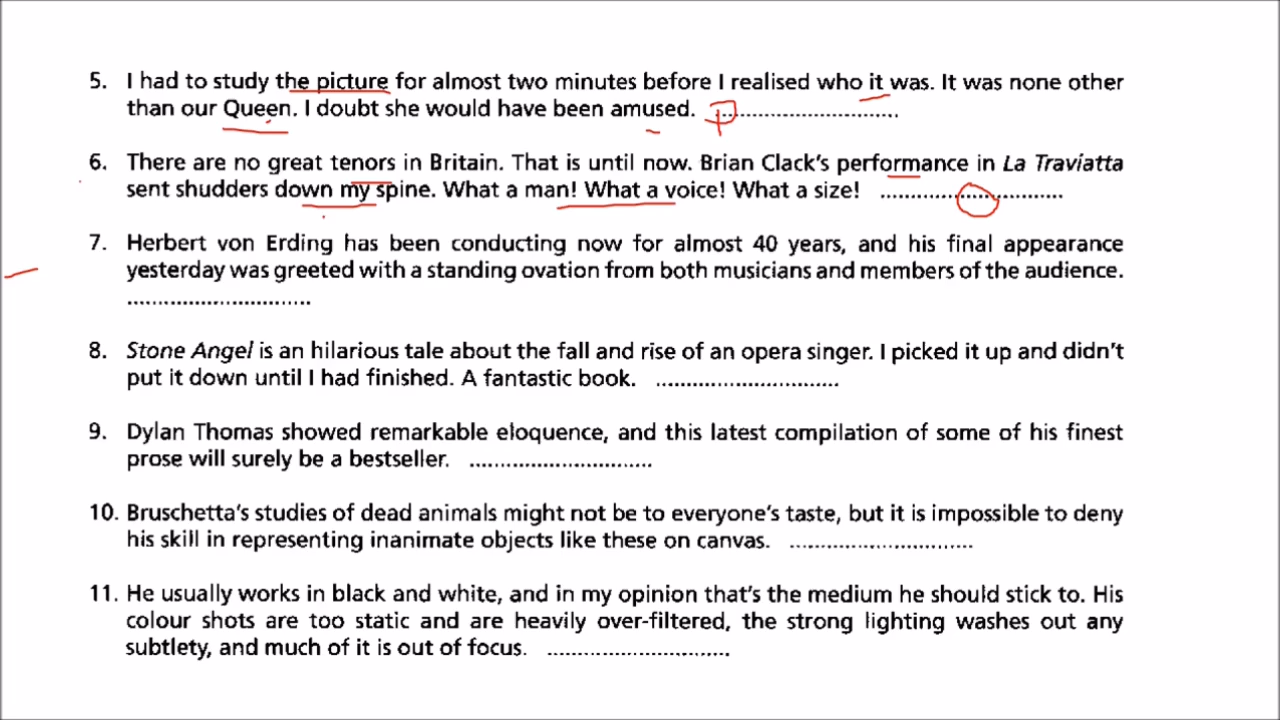 5. I had to study the picture for almost two minutes before I realised who it was. It was none other
than our Queen. I doubt she would have been amused. P..............................
6. There are no great tenors in Britain. That is until now. Brian Clack's performance in La Traviatta
sent shudders down my spine. What a man! What a voice! What a size! ..............................
7. Herbert von Erding has been conducting now for almost 40 years, and his final appearance
yesterday was greeted with a standing ovation from both musicians and members of the audience.
..............................
8. Stone Angel is an hilarious tale about the fall and rise of an opera singer. I picked it up and didn't
put it down until I had finished. A fantastic book. ..............................
9. Dylan Thomas showed remarkable eloquence, and this latest compilation of some of his finest
prose will surely be a bestseller. ..............................
10. Bruschetta's studies of dead animals might not be to everyone's taste, but it is impossible to deny
his skill in representing inanimate objects like these on canvas. ..............................
11. He usually works in black and white, and in my opinion that's the medium he should stick to. His
colour shots are too static and are heavily over-filtered, the strong lighting washes out any
subtlety, and much of it is out of focus. ..............................